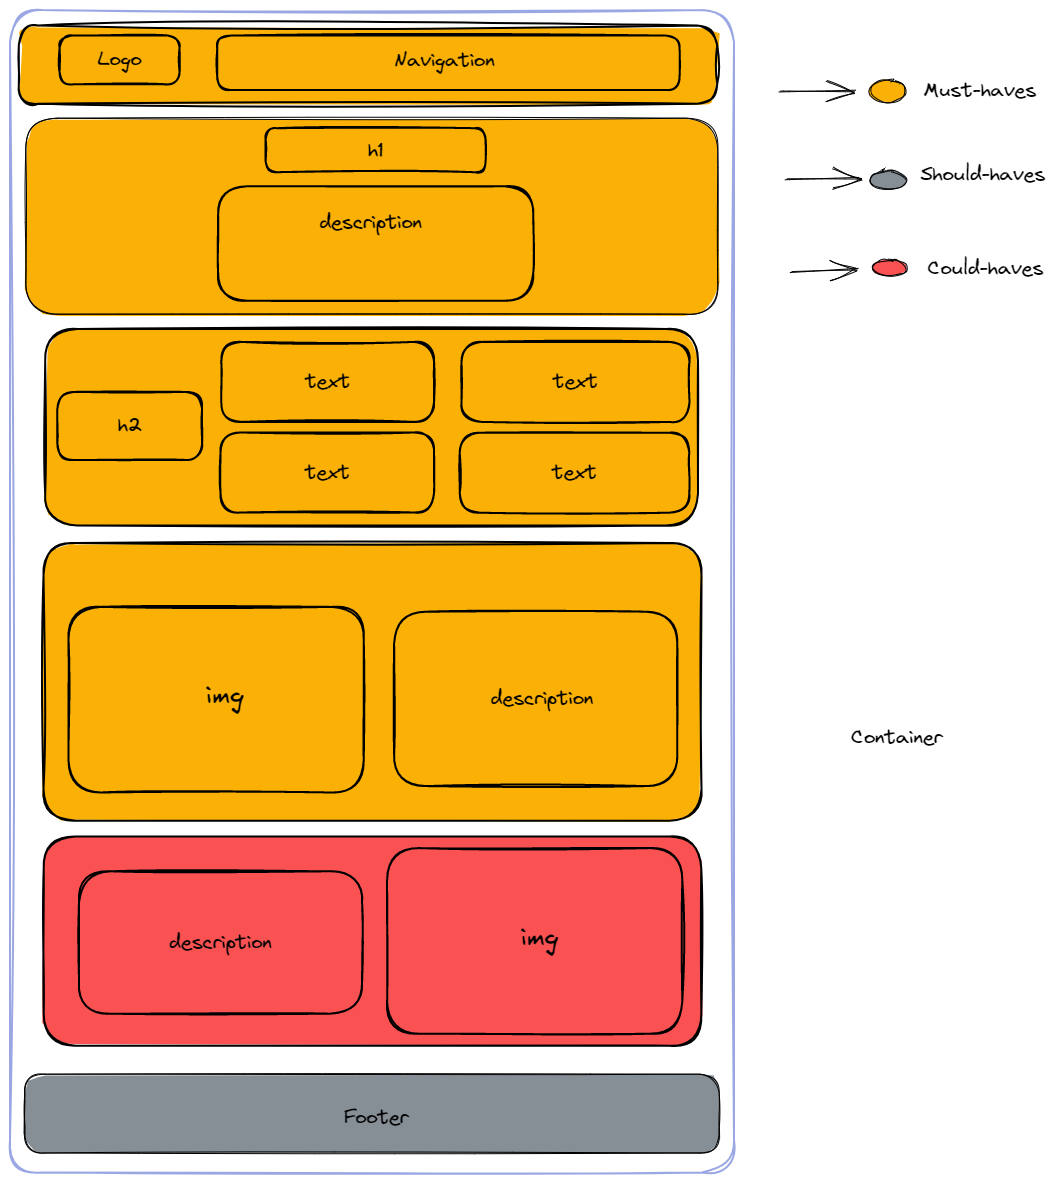 Logo
Navigation
Must-haves
h1
Should-haves
description
Could-haves
text
text
h2
text
text
img
description
Container
description
img
Footer